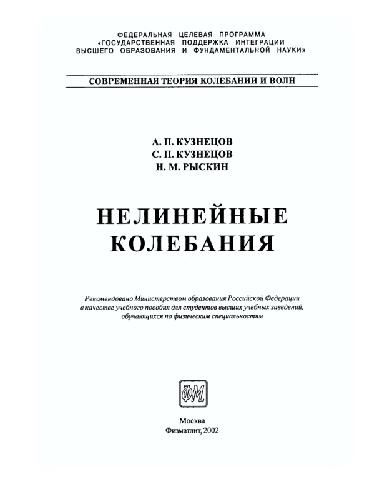 ФЕДЕРАЛЬНАЯ ЦЕЛЕВАЯ ПРОГРАММА
«ГОСУДАРСТВЕННАЯ ПОДДЕРЖКА ИНТЕГРАЦИИ
ВЫСШЕГО ОБРАЗОВАНИЯ И ФУНДАМЕНТАЛЬНОЙ НАУКИ»
СОВРЕМЕННАЯ ТЕОРИЯ КОЛЕБАНИЙ И ВОЛН
А. П. КУЗНЕЦОВ
С. П. КУЗНЕЦОВ
Н. М. РЫСКИН
НЕЛИНЕЙНЫЕ
КОЛЕБАНИЯ
Рекомендовано Министерством образования Российской Федерации
в качестве учебного пособия для студентов высших учебных заведений,
обучающихся по физическим специальностям
ФМ
Москва
Физматлит, 2002